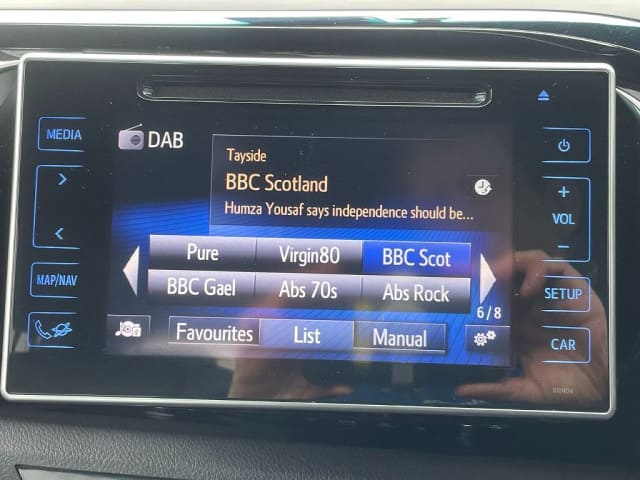 MEDIA
DAB
Tayside
BBC Scotland
Humza Yousaf says independence should be...
VOL
Pure Virgin80 BBC Scot
MAP/NAV
BBC Gael Abs 70s Abs Rock
SETUP
6/8
Favourites List Manual
CAR
100404